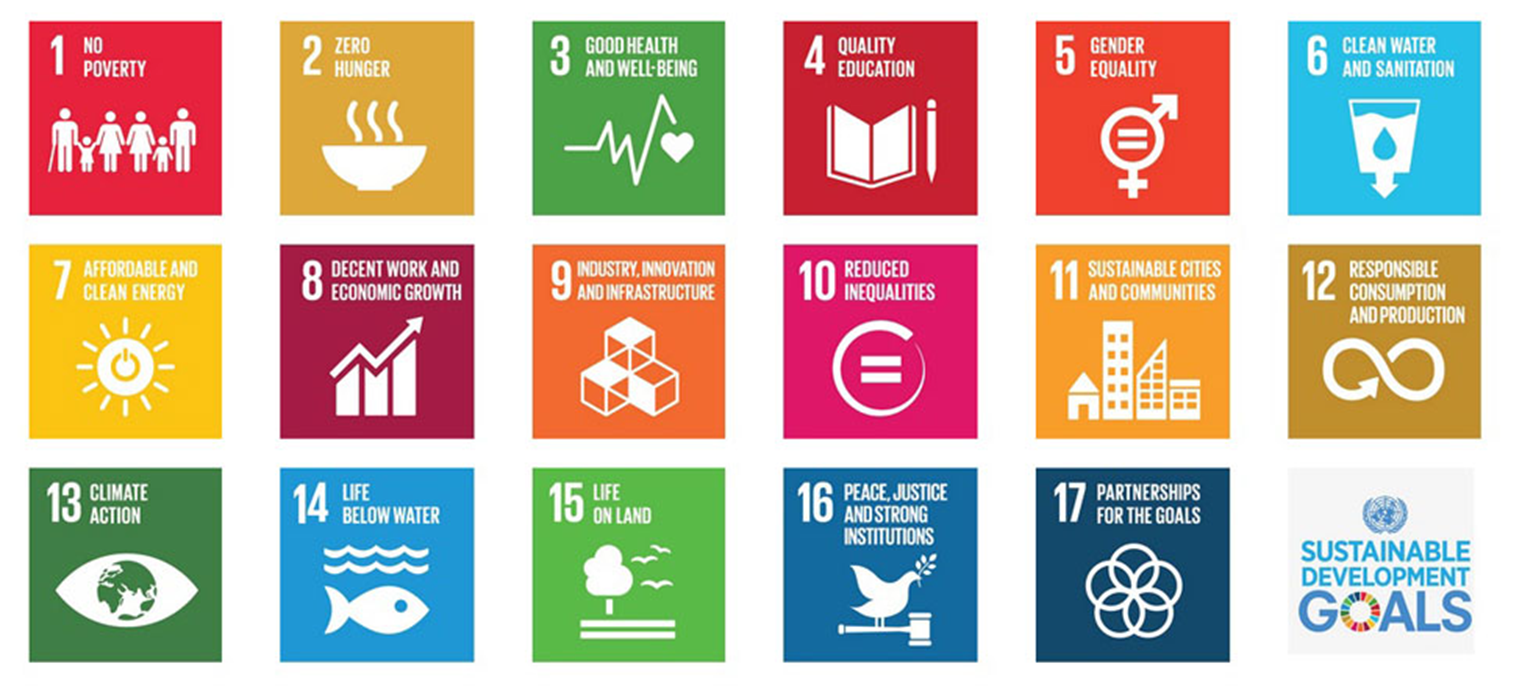 1 NO
POVERTY
2 ZERO
HUNGER
3 GOOD HEALTH
AND WELL-BEING
4 QUALITY
EDUCATION
5 GENDER
EQUALITY
6 CLEAN WATER
AND SANITATION
7 AFFORDABLE AND
CLEAN ENERGY
8 DECENT WORK AND
ECONOMIC GROWTH
9 INDUSTRY, INNOVATION
AND INFRASTRUCTURE
10 REDUCED
INEQUALITIES
11 SUSTAINABLE CITIES
AND COMMUNITIES
12 RESPONSIBLE
CONSUMPTION
AND PRODUCTION
13 CLIMATE
ACTION
14 LIFE
BELOW WATER
15 LIFE
ON LAND
16 PEACE, JUSTICE
AND STRONG
INSTITUTIONS
17 PARTNERSHIPS
FOR THE GOALS
SUSTAINABLE
DEVELOPMENT
GOALS